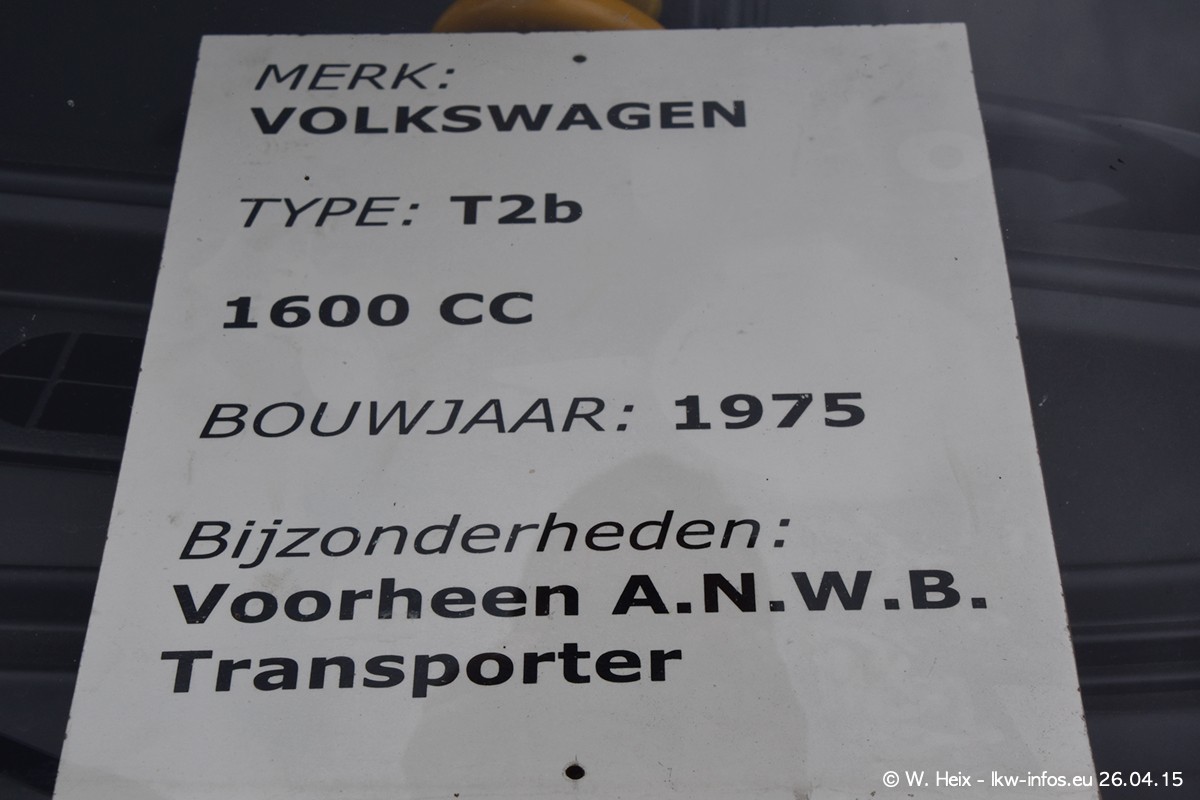 MERK:
VOLKSWAGEN
TYPE: T2b
1600 CC
BOUWJAAR: 1975
Bijzonderheden:
Voorheen A.N.W.B.
Transporter
© W. Heix - lkw-infos.eu 26.04.15